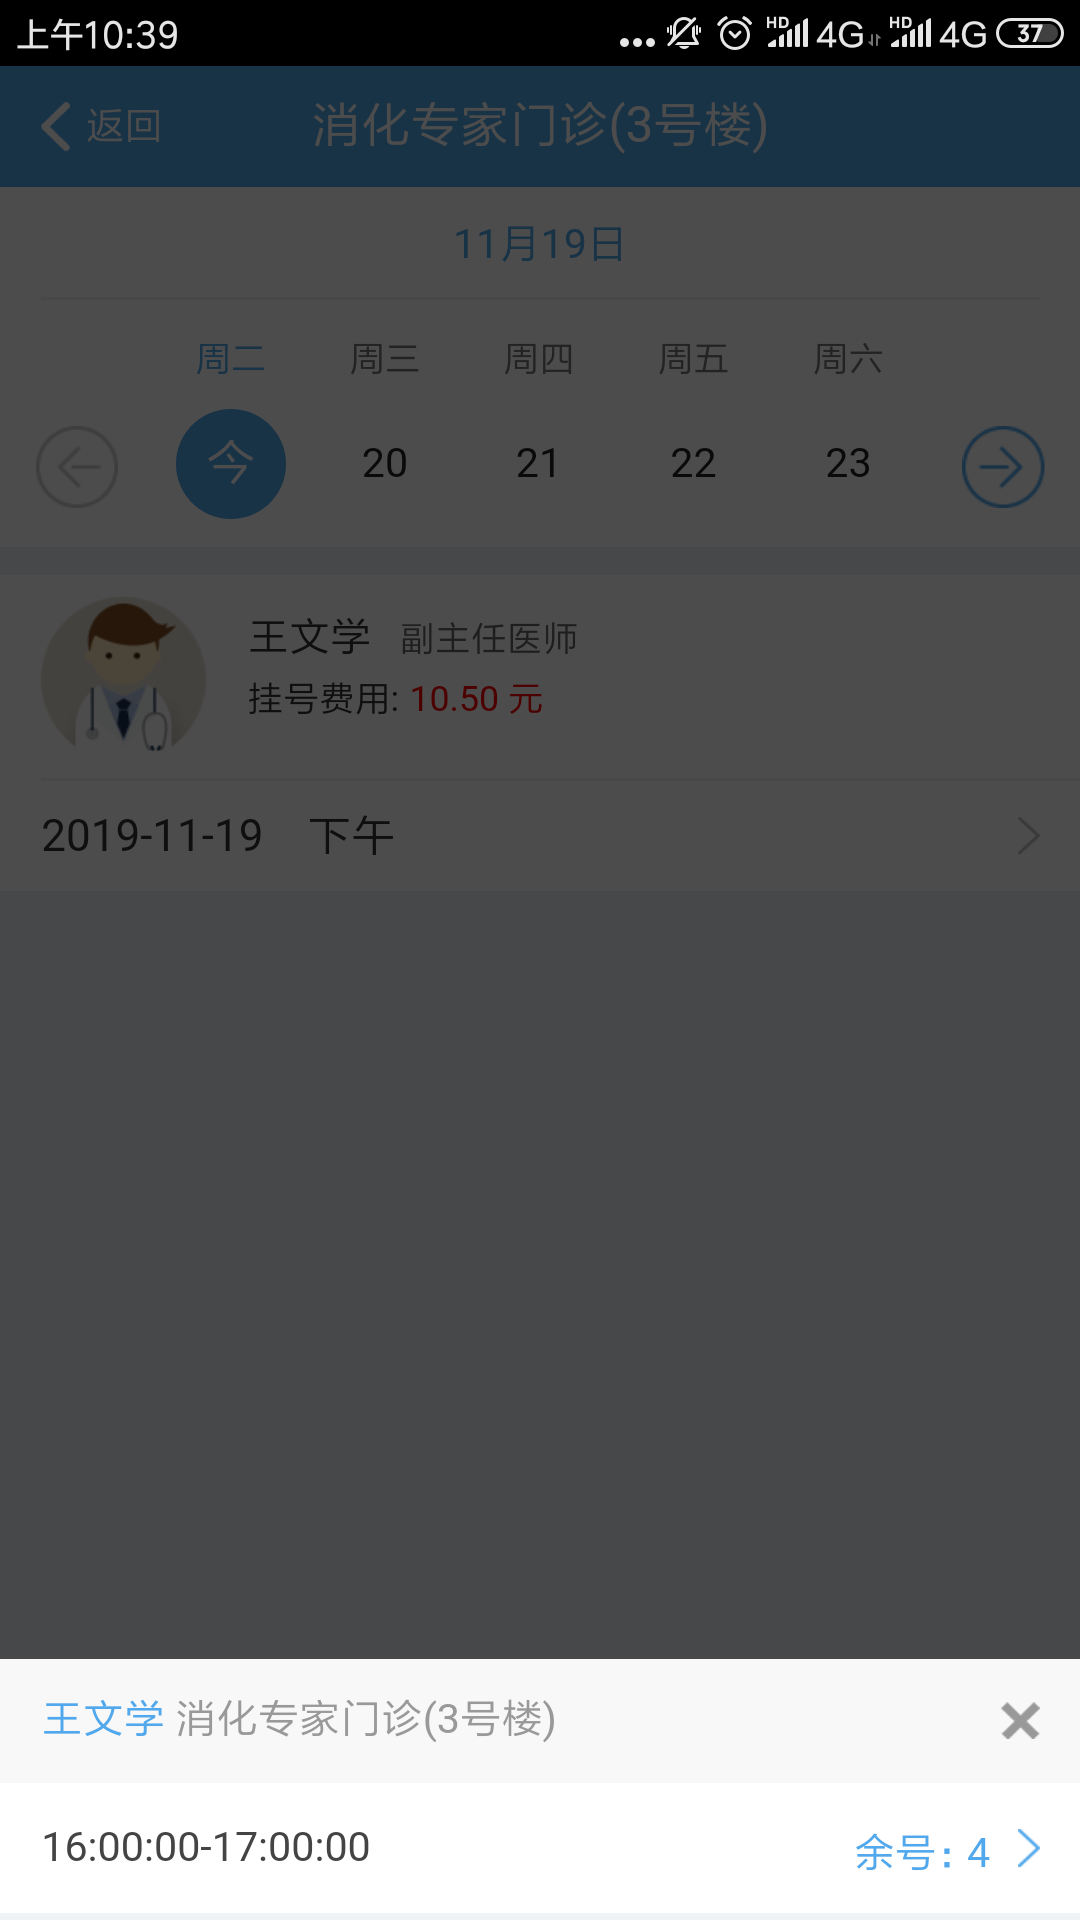 上午10:39 ... HD 4G HD 4G 37
返回 消化专家门诊(3号楼)
11月19日
周二 周三 周四 周五 周六
今 20 21 22 23
王文学 副主任医师
挂号费用: 10.50 元
2019-11-19 下午
王文学 消化专家门诊(3号楼)
16:00:00-17:00:00 余号: 4